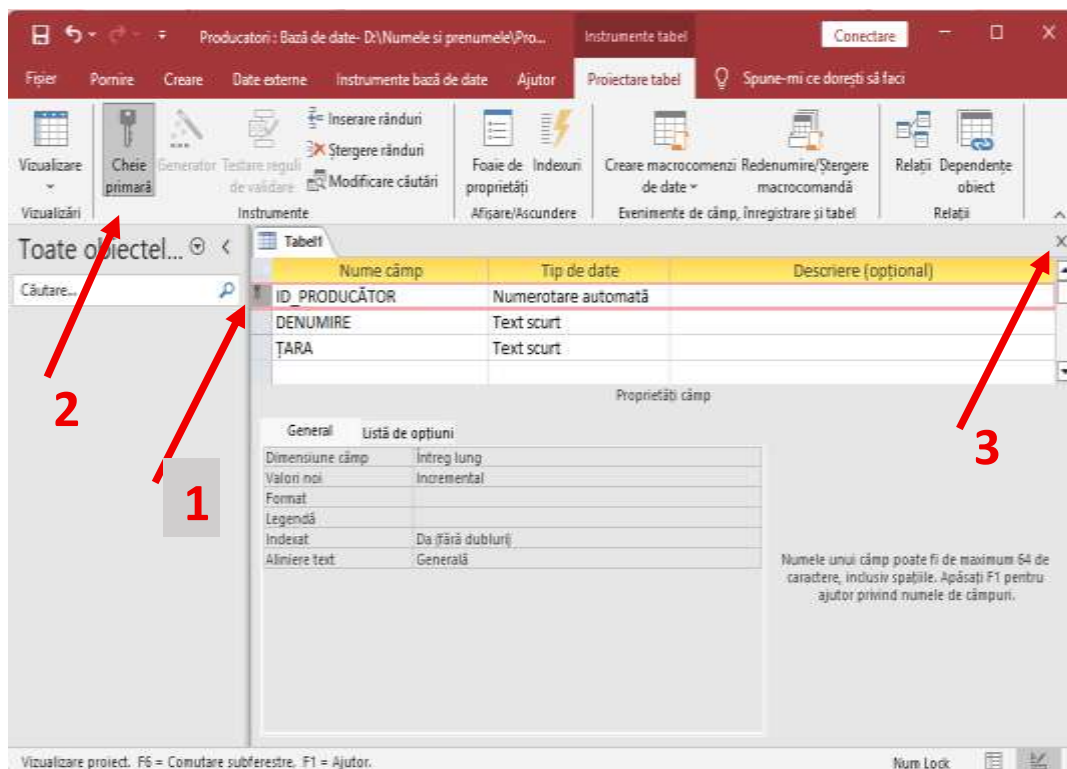 Producatori : Bază de date- D:\Numele si prenumele\Pro...
Instrumente tabel
Conectare
Fișier Pornire Creare Date externe Instrumente bază de date Ajutor Proiectare tabel Spune-mi ce dorești să faci
Vizualizare
Cheie primară
Generator
Testare reguli de validare
Inserare rânduri
Ștergere rânduri
Modificare căutări
Foaie de proprietăți
Indexuri
Creare macrocomenzi de date
Redenumire/Ștergere macrocomandă
Relații
Dependențe obiect
Vizualizări Instrumente Afișare/Ascundere Evenimente de câmp, înregistrare și tabel Relații
Toate obiectel...
Căutare...
Tabel1
Nume câmp Tip de date Descriere (opțional)
ID_PRODUCĂTOR Numerotare automată
DENUMIRE Text scurt
ȚARA Text scurt
Proprietăți câmp
2
1
3
General Listă de opțiuni
Dimensiune câmp Întreg lung
Valori noi Incremental
Format
Legendă
Indexat Da (fără dubluri)
Aliniere text Generală
Numele unui câmp poate fi de maximum 64 de
caractere, inclusiv spațiile. Apăsați F1 pentru
ajutor privind numele de câmpuri.
Vizualizare proiect. F6 = Comutare subferestre. F1 = Ajutor.
Num Lock